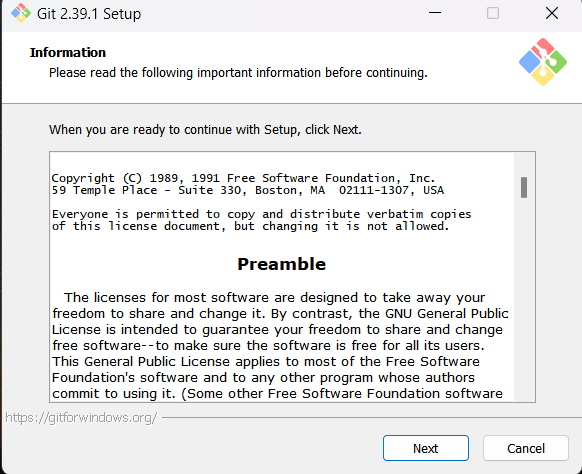 Git 2.39.1 Setup
Information
Please read the following important information before continuing.
When you are ready to continue with Setup, click Next.
Copyright (C) 1989, 1991 Free Software Foundation, Inc.
59 Temple Place - Suite 330, Boston, MA  02111-1307, USA
Everyone is permitted to copy and distribute verbatim copies
of this license document, but changing it is not allowed.
Preamble
The licenses for most software are designed to take away your
freedom to share and change it. By contrast, the GNU General Public
License is intended to guarantee your freedom to share and change
free software--to make sure the software is free for all its users.
This General Public License applies to most of the Free Software
Foundation's software and to any other program whose authors
commit to using it. (Some other Free Software Foundation software
https://gitforwindows.org/
Next
Cancel